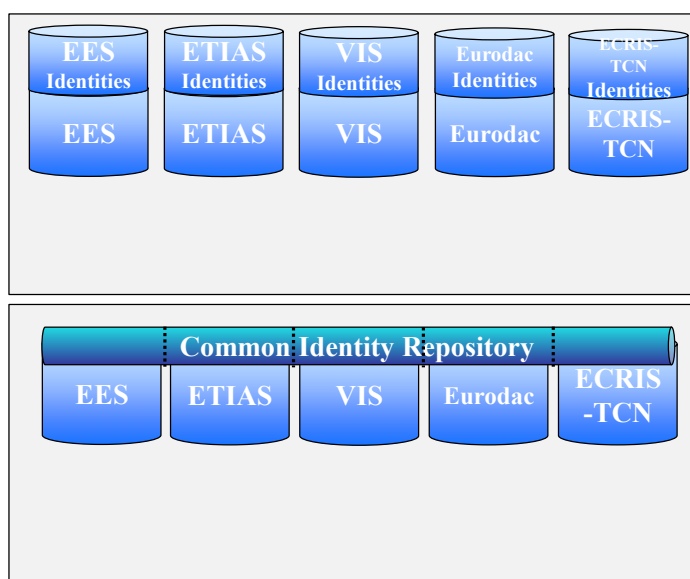 EES
Identities
ETIAS
Identities
VIS
Identities
Eurodac
Identities
ECRIS-
TCN
Identities
EES
ETIAS
VIS
Eurodac
ECRIS-
TCN
Common Identity Repository
EES
ETIAS
VIS
Eurodac
ECRIS
-TCN